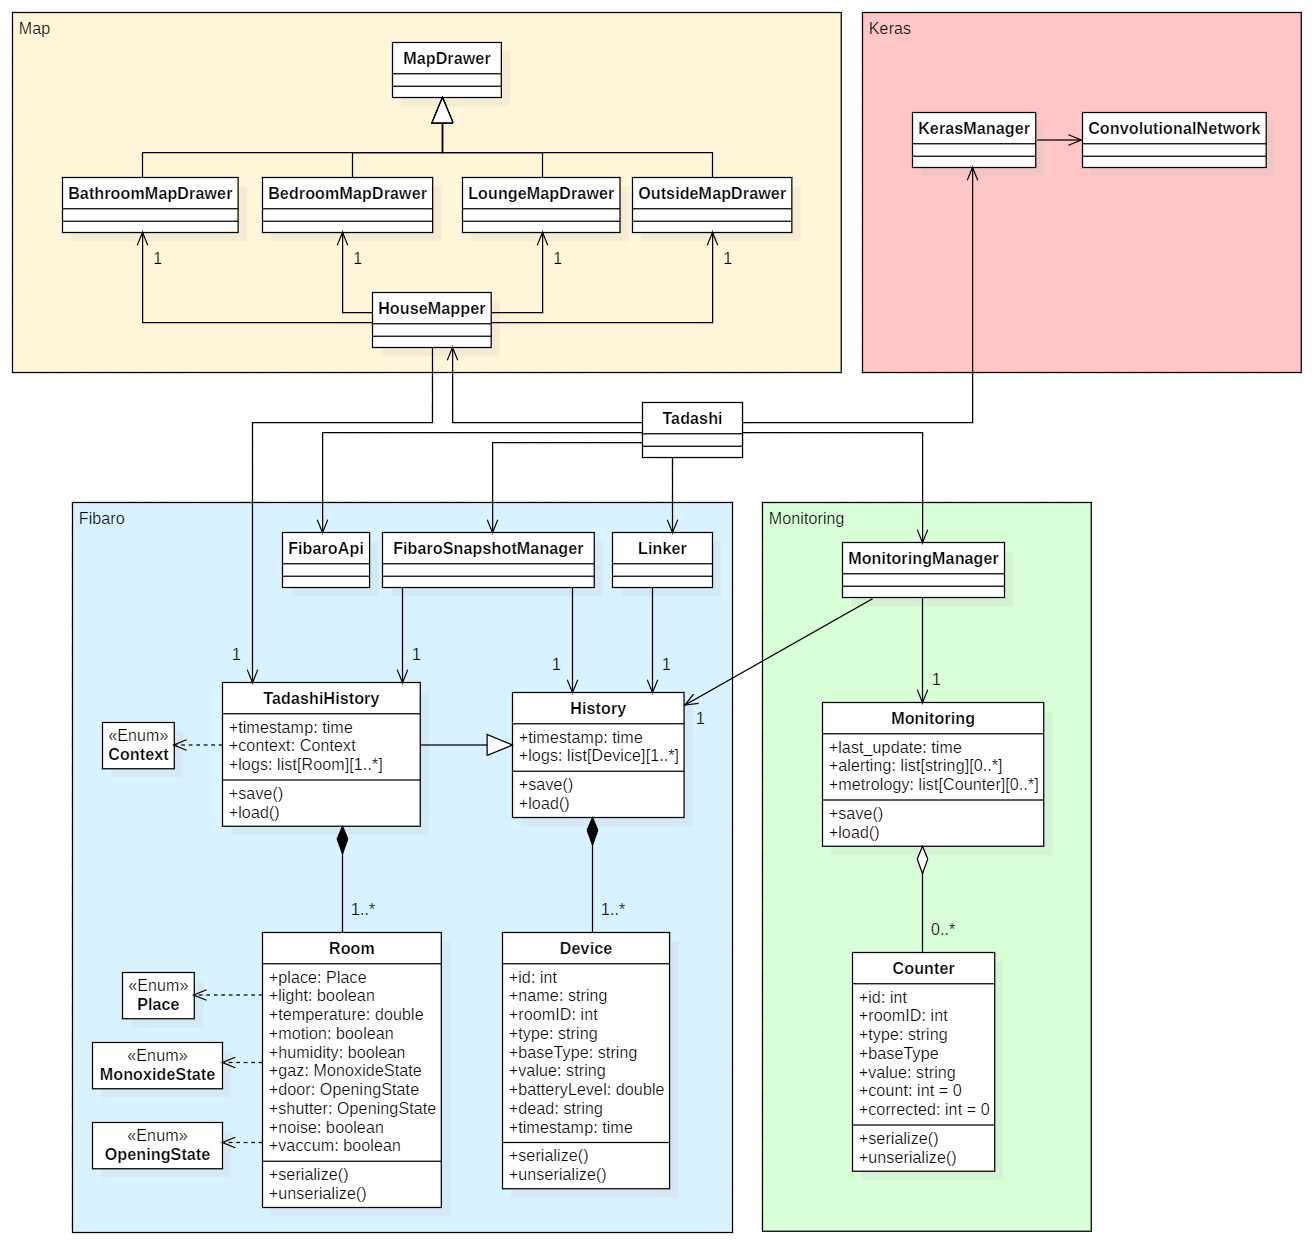 Map
MapDrawer
BathroomMapDrawer
BedroomMapDrawer
LoungeMapDrawer
OutsideMapDrawer
1
1
1
1
HouseMapper
Keras
KerasManager
ConvolutionalNetwork
Tadashi
Fibaro
FibaroApi
FibaroSnapshotManager
Linker
1
1
1
1
1
TadashiHistory
+timestamp: time
+context: Context
+logs: list[Room][1..*]
+save()
+load()
«Enum»
Context
History
+timestamp: time
+logs: list[Device][1..*]
+save()
+load()
1..*
1..*
Room
+place: Place
+light: boolean
+temperature: double
+motion: boolean
+humidity: boolean
+gaz: MonoxideState
+door: OpeningState
+shutter: OpeningState
+noise: boolean
+vaccum: boolean
+serialize()
+unserialize()
«Enum»
Place
«Enum»
MonoxideState
«Enum»
OpeningState
Device
+id: int
+name: string
+roomID: int
+type: string
+baseType: string
+value: string
+batteryLevel: double
+dead: string
+timestamp: time
+serialize()
+unserialize()
Monitoring
MonitoringManager
1
Monitoring
+last_update: time
+alerting: list[string][0..*]
+metrology: list[Counter][0..*]
+save()
+load()
0..*
Counter
+id: int
+roomID: int
+type: string
+baseType
+value: string
+count: int = 0
+corrected: int = 0
+serialize()
+unserialize()